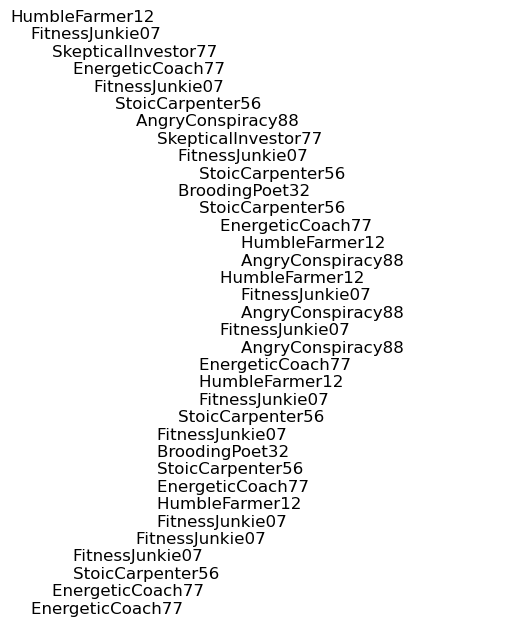 HumbleFarmer12
FitnessJunkie07
SkepticalInvestor77
EnergeticCoach77
FitnessJunkie07
StoicCarpenter56
AngryConspiracy88
SkepticalInvestor77
FitnessJunkie07
StoicCarpenter56
BroodingPoet32
StoicCarpenter56
EnergeticCoach77
HumbleFarmer12
AngryConspiracy88
HumbleFarmer12
FitnessJunkie07
AngryConspiracy88
FitnessJunkie07
AngryConspiracy88
EnergeticCoach77
HumbleFarmer12
FitnessJunkie07
StoicCarpenter56
FitnessJunkie07
BroodingPoet32
StoicCarpenter56
EnergeticCoach77
HumbleFarmer12
FitnessJunkie07
FitnessJunkie07
FitnessJunkie07
StoicCarpenter56
EnergeticCoach77
EnergeticCoach77